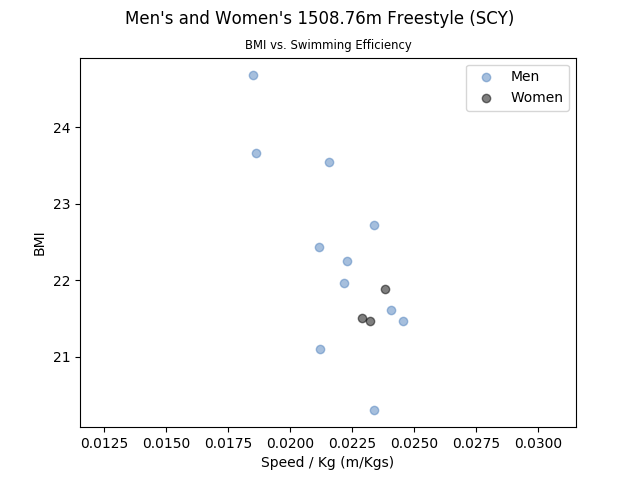 Men's and Women's 1508.76m Freestyle (SCY)
BMI vs. Swimming Efficiency
Men
Women
24
23
22
21
BMI
0.0125 0.0150 0.0175 0.0200 0.0225 0.0250 0.0275 0.0300
Speed / Kg (m/Kgs)